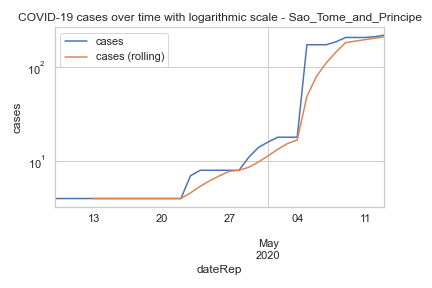 COVID-19 cases over time with logarithmic scale - Sao_Tome_and_Principe
cases
cases (rolling)
10²
10¹
cases
13 20 27 04 11
May
2020
dateRep